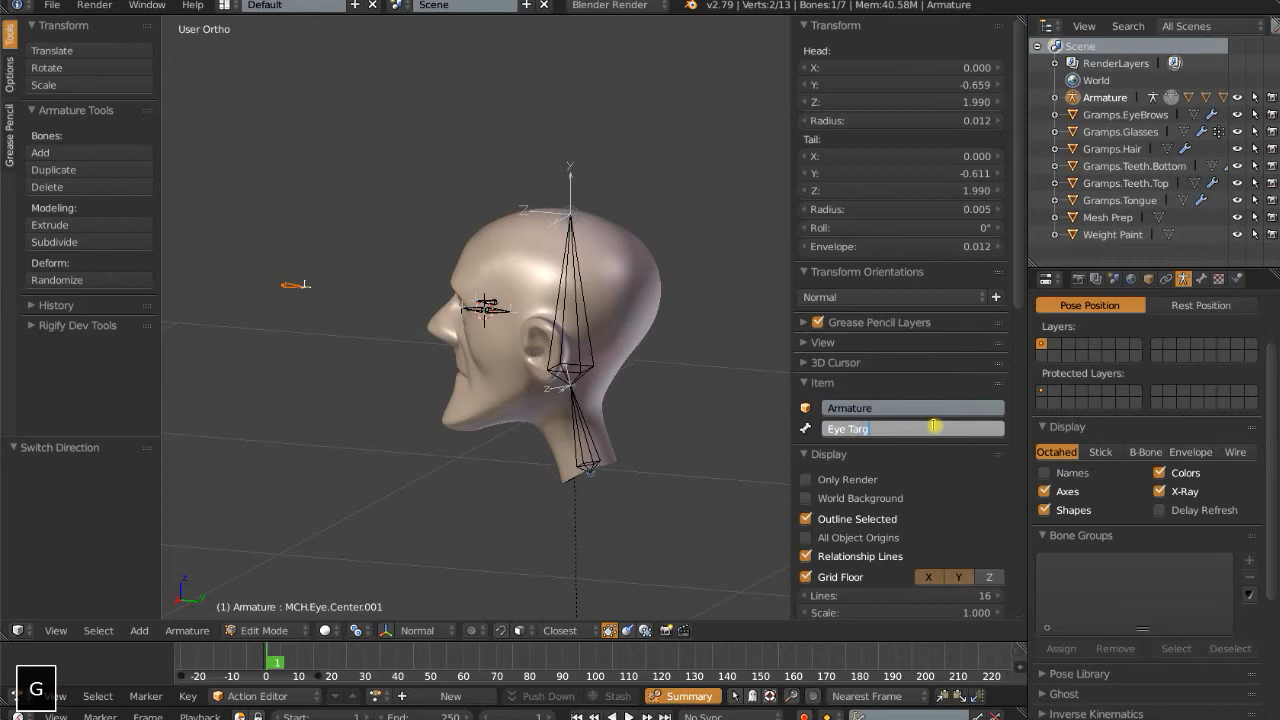 File Render Window Help Default Scene Blender Render v2.79 | Verts:2/13 | Bones:1/7 | Mem:40.58M | Armature
Tools
Options
Grease Pencil
Transform
Translate
Rotate
Scale
Armature Tools
Bones:
Add
Duplicate
Delete
Modeling:
Extrude
Subdivide
Deform:
Randomize
History
Rigify Dev Tools
Switch Direction
User Ortho
Y
Z
z
z
y
(1) Armature : MCH.Eye.Center.001
Transform
Head:
X: 0.000
Y: -0.659
Z: 1.990
Radius: 0.012
Tail:
X: 0.000
Y: -0.611
Z: 1.990
Radius: 0.005
Roll: 0°
Envelope: 0.012
Transform Orientations
Normal
Grease Pencil Layers
View
3D Cursor
Item
Armature
Eye Targ
Display
Only Render
World Background
Outline Selected
All Object Origins
Relationship Lines
Grid Floor X Y Z
Lines: 16
Scale: 1.000
View Search All Scenes
Scene
RenderLayers
World
Armature
Gramps.EyeBrows
Gramps.Glasses
Gramps.Hair
Gramps.Teeth.Bottom
Gramps.Teeth.Top
Gramps.Tongue
Mesh Prep
Weight Paint
Pose Position Rest Position
Layers:
Protected Layers:
Display
Octahed Stick B-Bone Envelope Wire
Names Colors
Axes X-Ray
Shapes Delay Refresh
Bone Groups
Assign Remove Select Deselect
Pose Library
Ghost
Inverse Kinematics
View Select Add Armature Edit Mode Normal Closest
-20 -10 0 10 20 30 40 50 60 70 80 90 100 110 120 130 140 150 160 170 180 190 200 210 220
1
G
View Select Marker Key Action Editor New Push Down Stash Summary Nearest Frame
View Marker Frame Playback Start: 1 End: 250 1 No Sync